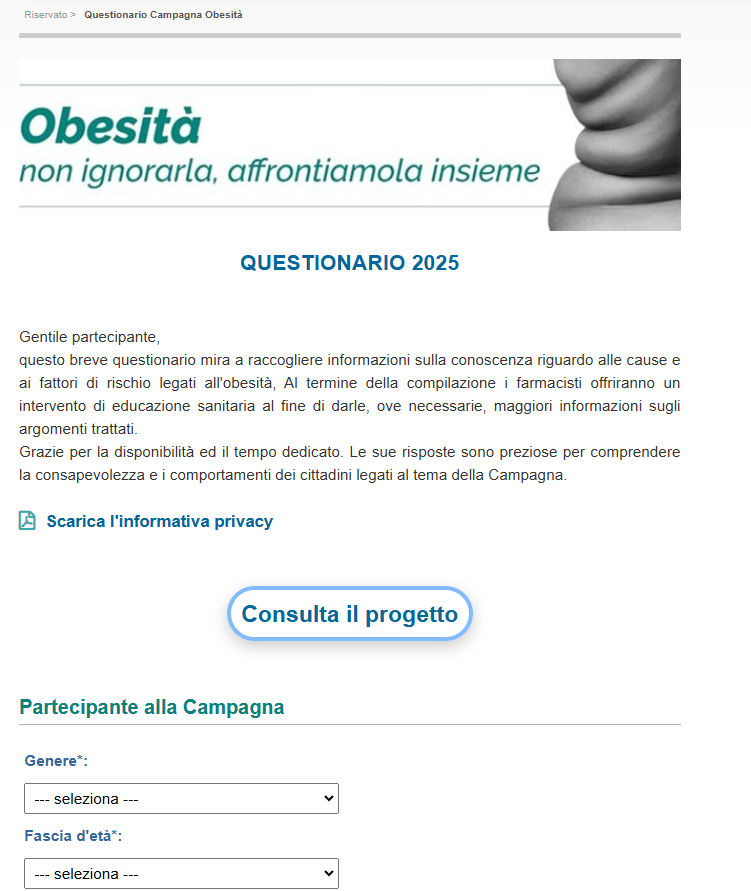 Riservato > Questionario Campagna Obesità
Obesità
non ignorarla, affrontiamola insieme
QUESTIONARIO 2025
Gentile partecipante,
questo breve questionario mira a raccogliere informazioni sulla conoscenza riguardo alle cause e
ai fattori di rischio legati all'obesità, Al termine della compilazione i farmacisti offriranno un
intervento di educazione sanitaria al fine di darle, ove necessarie, maggiori informazioni sugli
argomenti trattati.
Grazie per la disponibilità ed il tempo dedicato. Le sue risposte sono preziose per comprendere
la consapevolezza e i comportamenti dei cittadini legati al tema della Campagna.
Scarica l'informativa privacy
Consulta il progetto
Partecipante alla Campagna
Genere*:
--- seleziona ---
Fascia d'età*:
--- seleziona ---